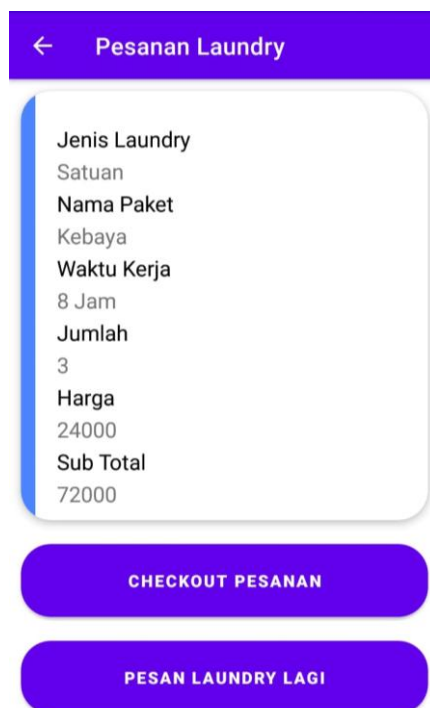 Pesanan Laundry
Jenis Laundry
Satuan
Nama Paket
Kebaya
Waktu Kerja
8 Jam
Jumlah
3
Harga
24000
Sub Total
72000
CHECKOUT PESANAN
PESAN LAUNDRY LAGI